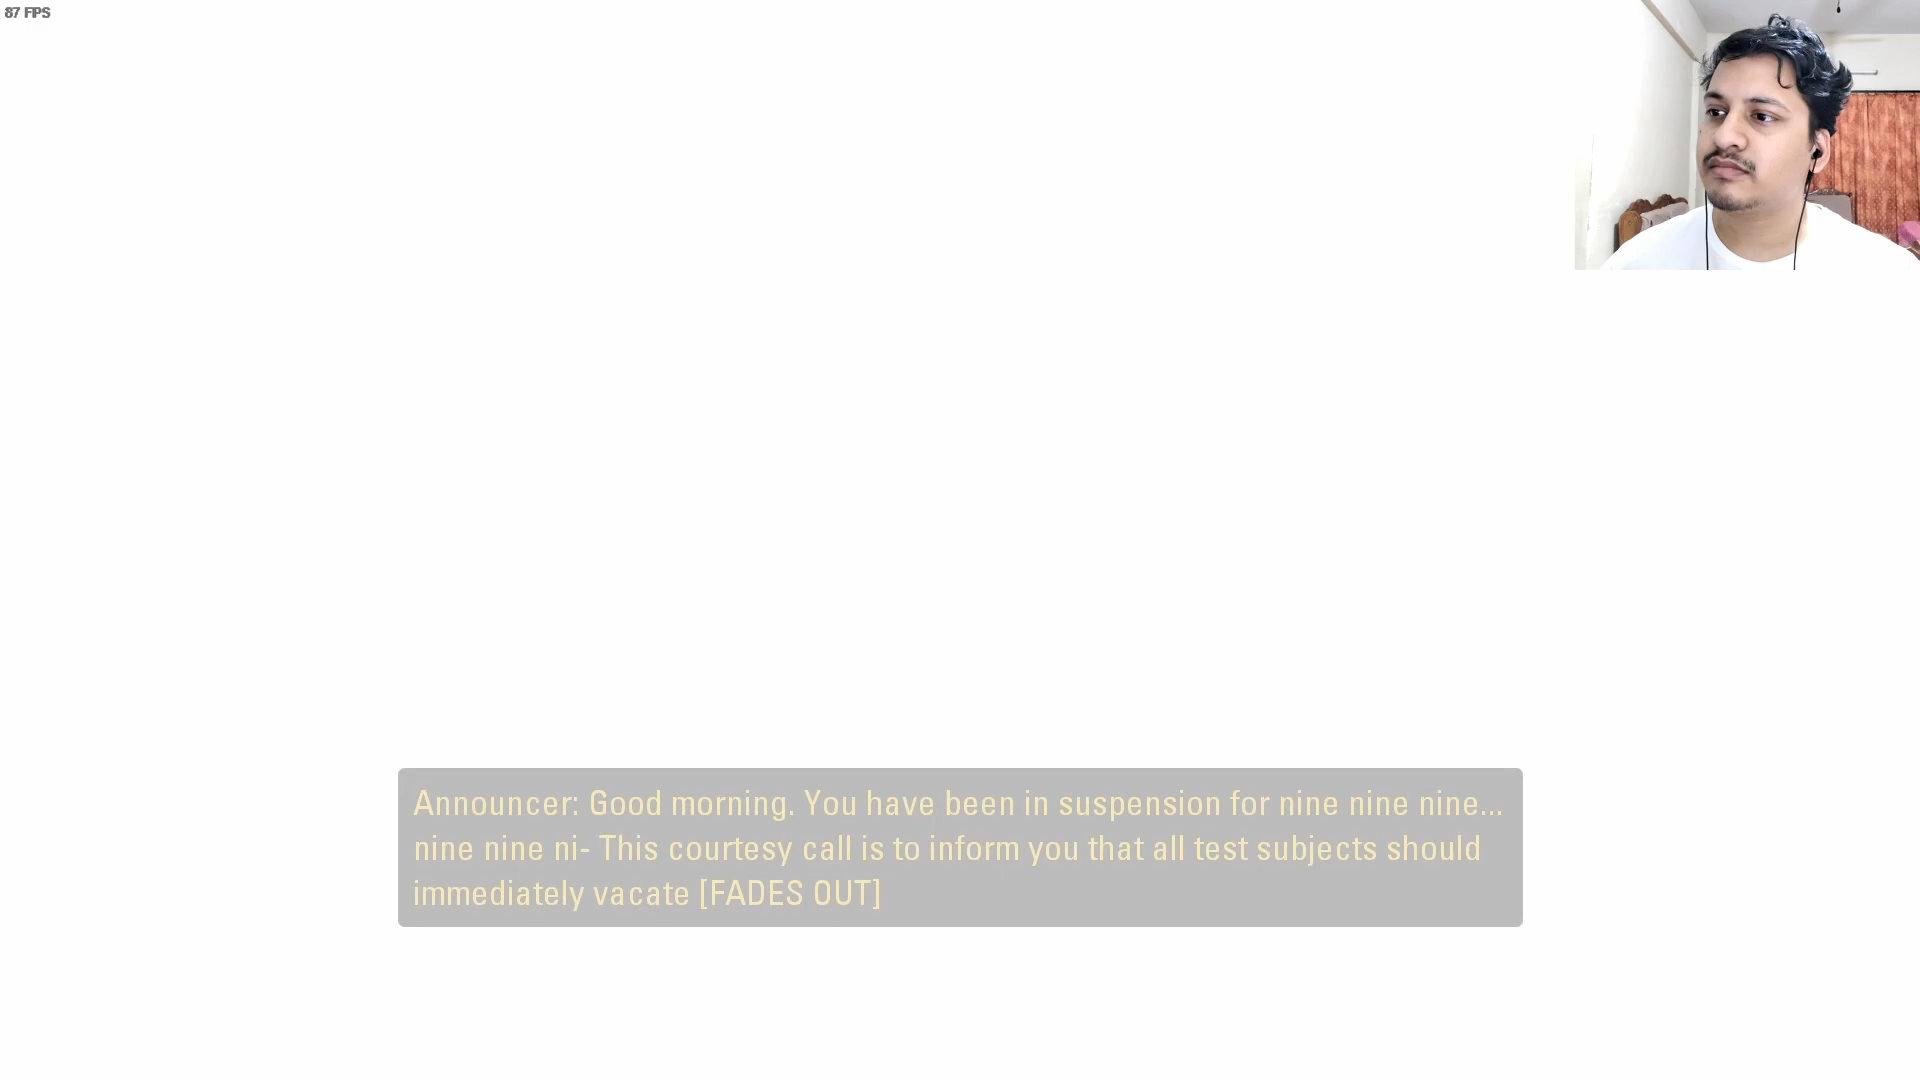 87 FPS
Announcer: Good morning. You have been in suspension for nine nine nine...
nine nine ni- This courtesy call is to inform you that all test subjects should
immediately vacate [FADES OUT]